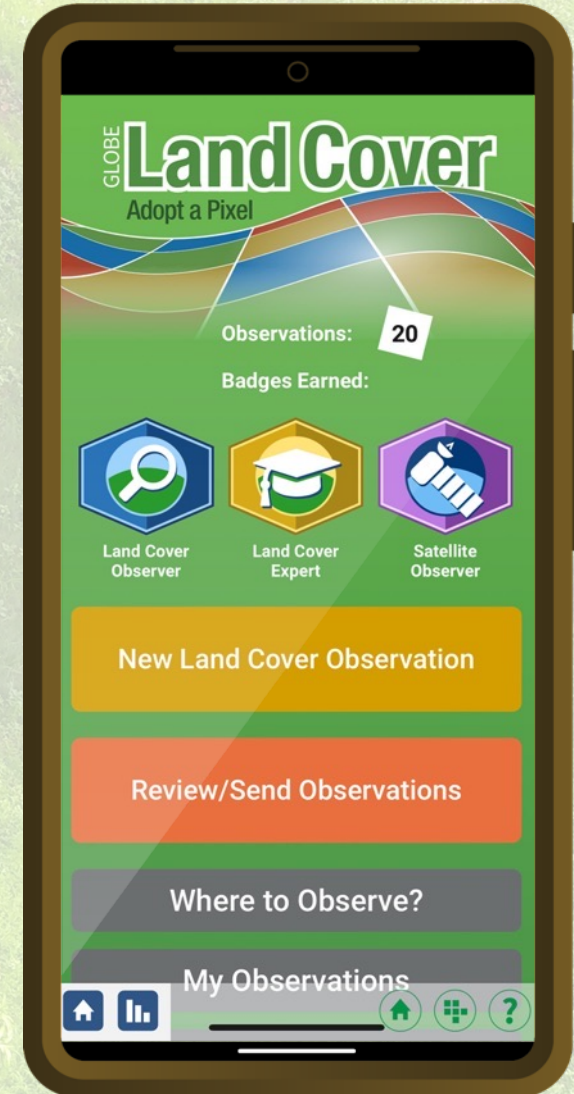 GLOBE
Land Cover
Adopt a Pixel
Observations: 20
Badges Earned:
Land Cover
Observer
Land Cover
Expert
Satellite
Observer
New Land Cover Observation
Review/Send Observations
Where to Observe?
My Observations
?